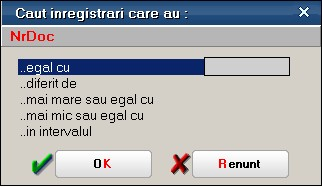 Caut inregistrari care au :
NrDoc
..egal cu
..diferit de
..mai mare sau egal cu
..mai mic sau egal cu
..in intervalul
OK
Renunt